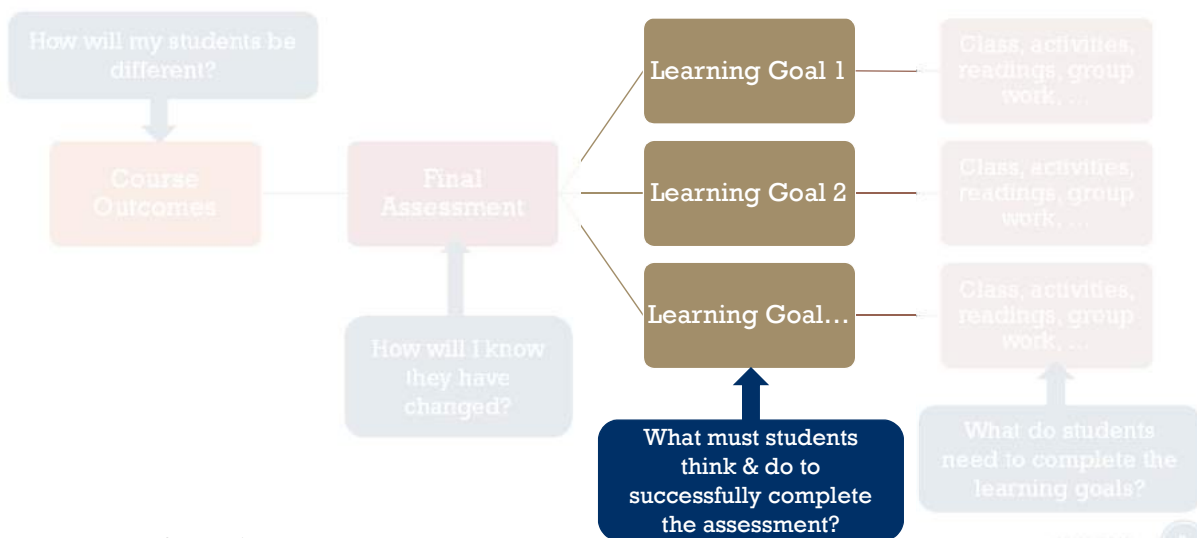 How will my students be
different?
Course
Outcomes
Final
Assessment
How will I know
they have
changed?
Learning Goal 1
Learning Goal 2
Learning Goal...
What must students
think & do to
successfully complete
the assessment?
Class, activities,
readings, group
work, ...
Class, activities,
readings, group
work, ...
Class, activities,
readings, group
work, ...
What do students
need to complete the
learning goals?